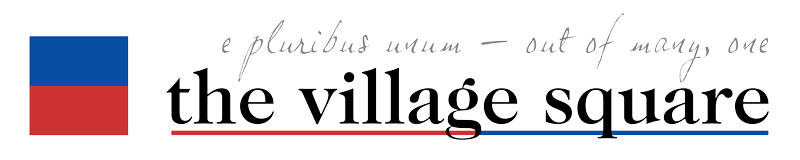 e pluribus unum – out of many, one
the village square